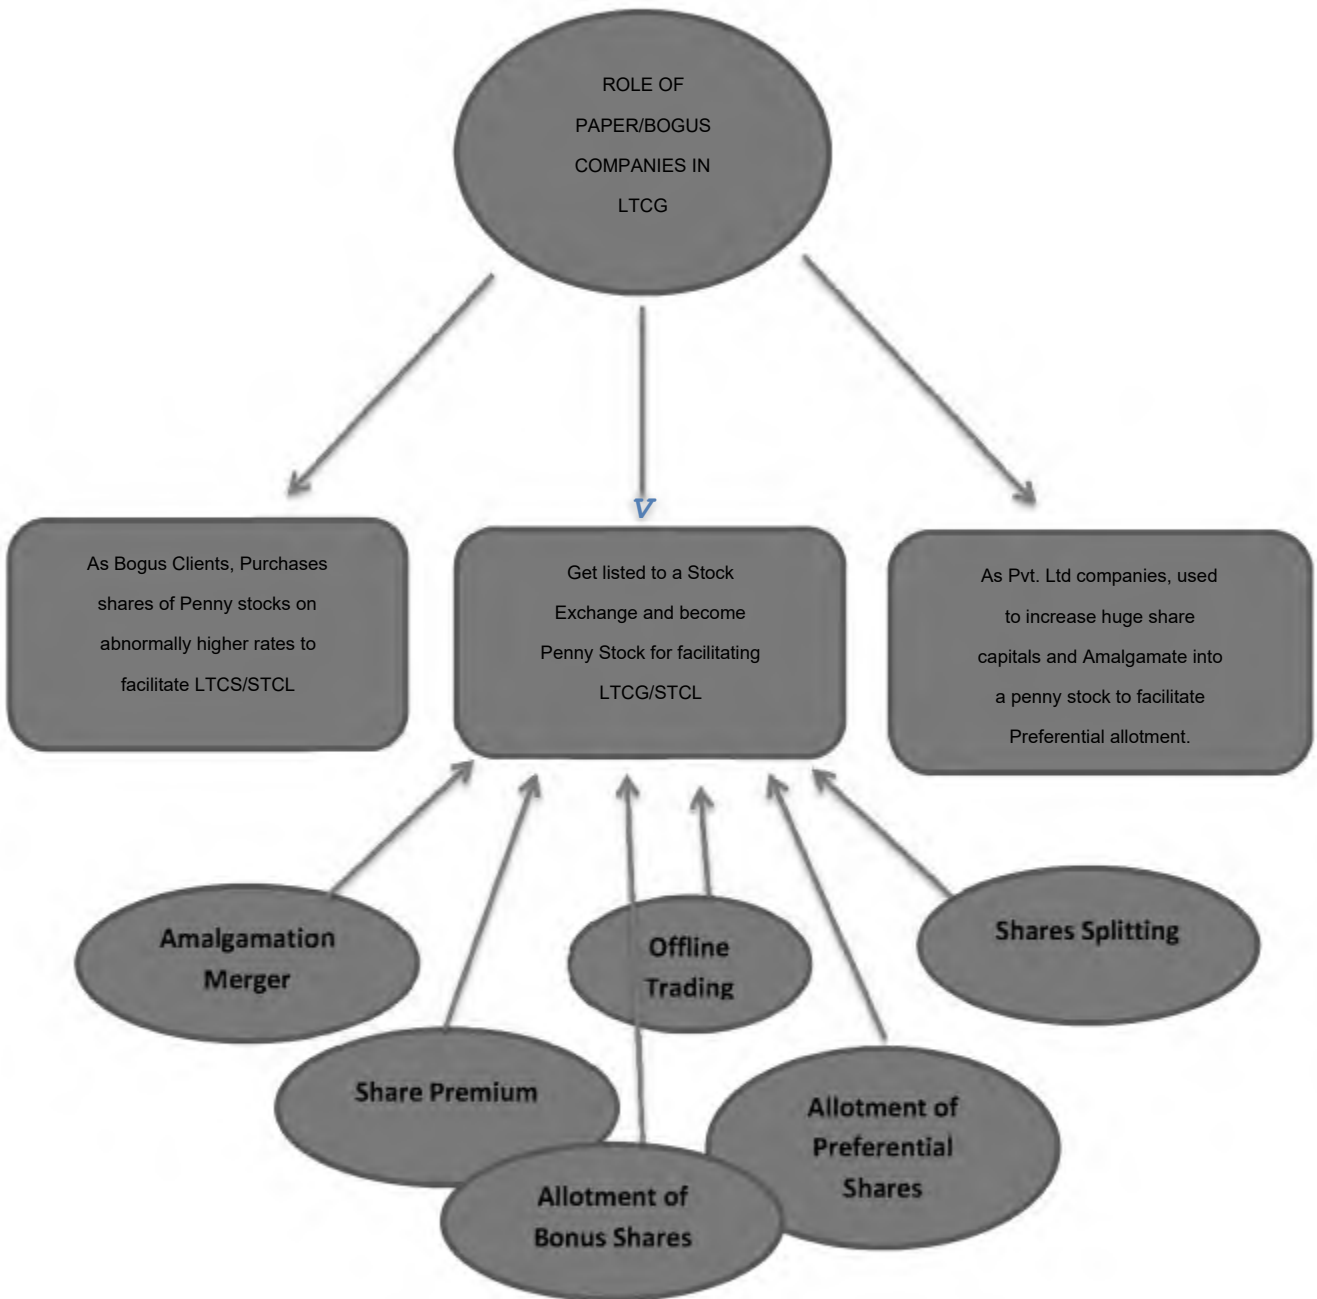 ROLE OF
PAPER/BOGUS
COMPANIES IN
LTCG
As Bogus Clients, Purchases
shares of Penny stocks on
abnormally higher rates to
facilitate LTCS/STCL
V
Get listed to a Stock
Exchange and become
Penny Stock for facilitating
LTCG/STCL
As Pvt. Ltd companies, used
to increase huge share
capitals and Amalgamate into
a penny stock to facilitate
Preferential allotment.
Amalgamation
Merger
Share Premium
Allotment of
Bonus Shares
Offline
Trading
Allotment of
Preferential
Shares
Shares Splitting